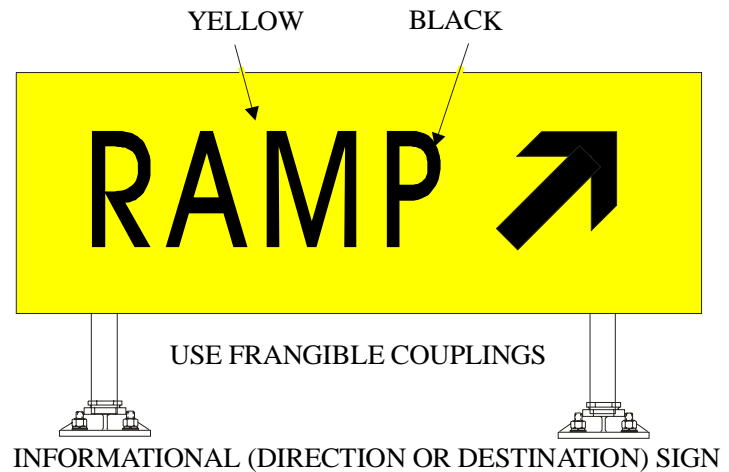 YELLOW BLACK
RAMP
USE FRANGIBLE COUPLINGS
INFORMATIONAL (DIRECTION OR DESTINATION) SIGN